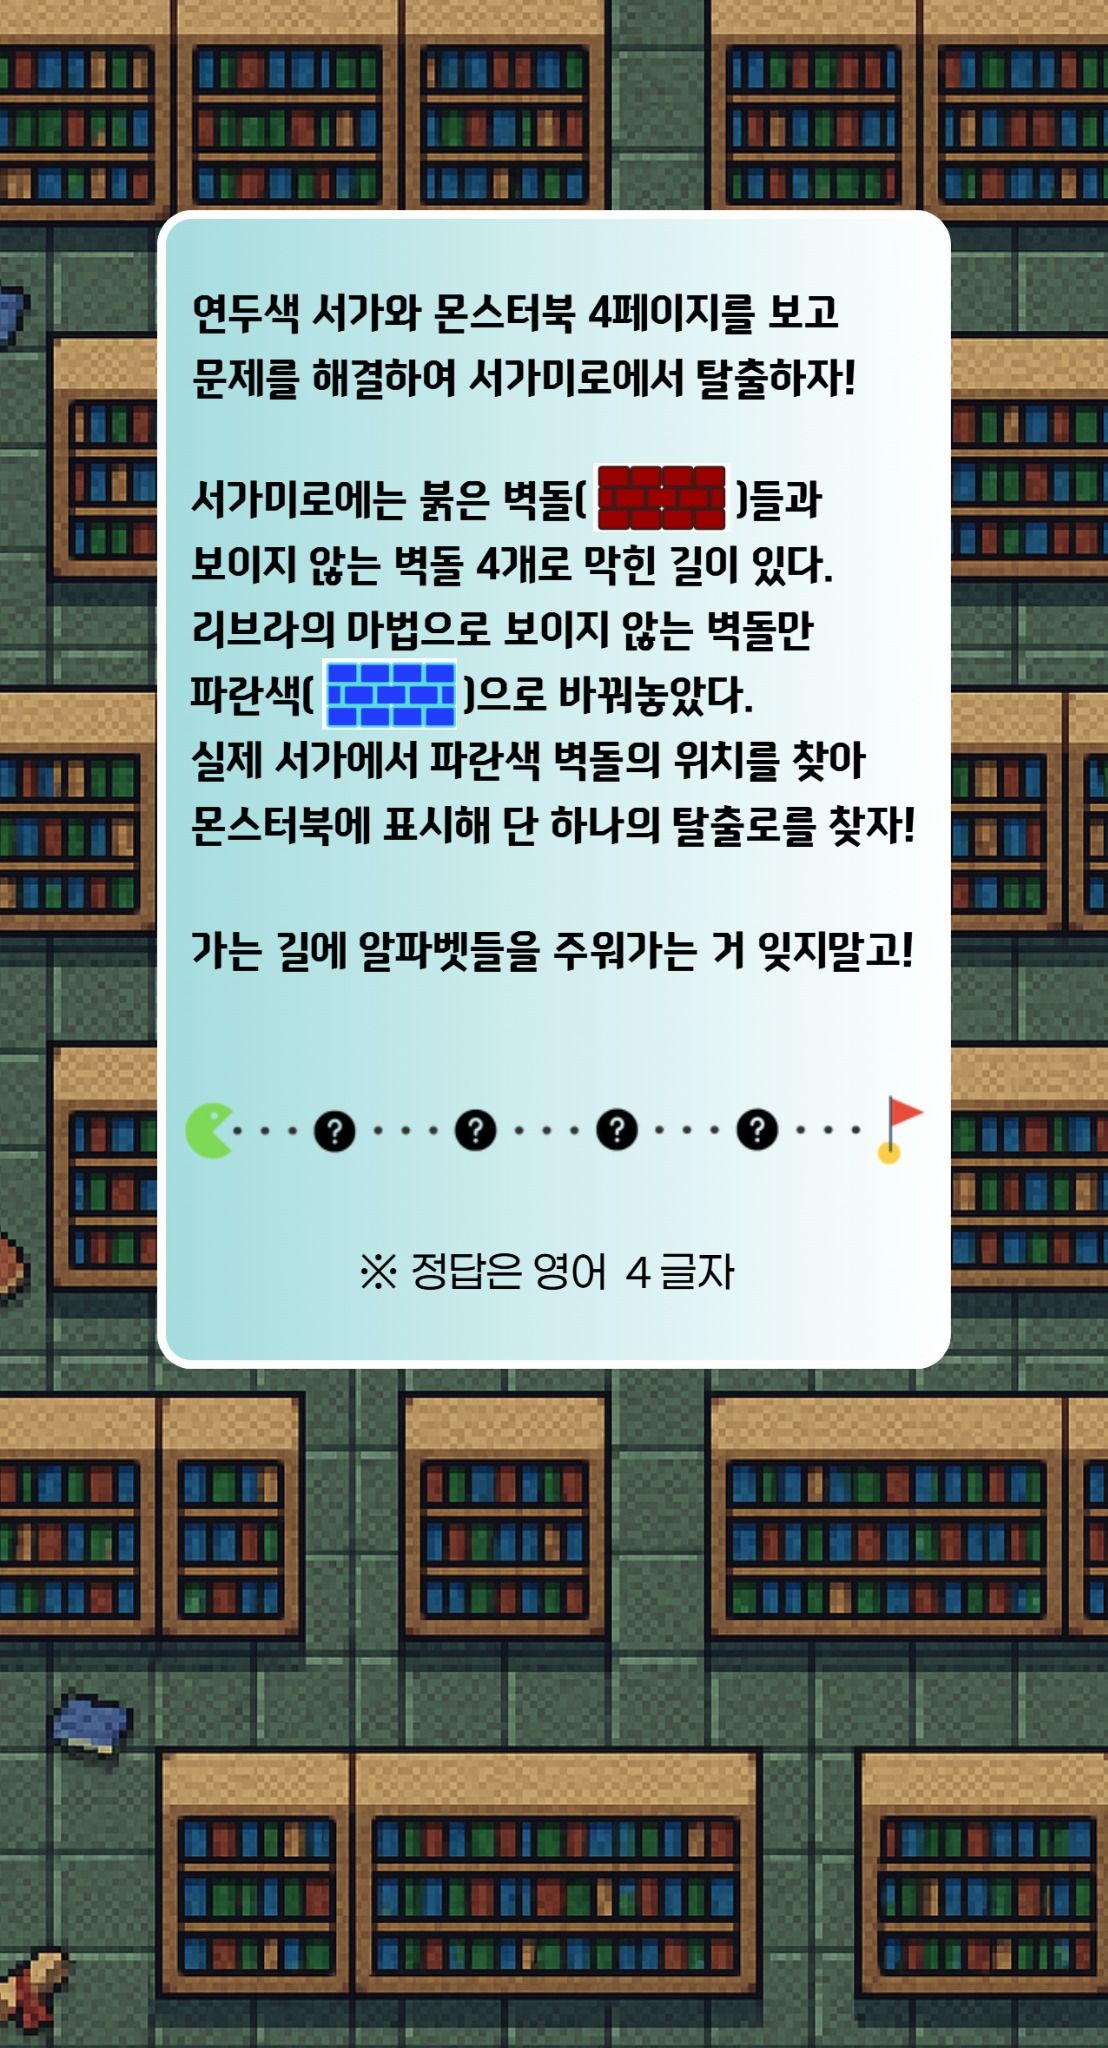 연두색 서가와 몬스터북 4페이지를 보고
문제를 해결하여 서가미로에서 탈출하자!
서가미로에는 붉은 벽돌( )들과
보이지 않는 벽돌 4개로 막힌 길이 있다.
리브라의 마법으로 보이지 않는 벽돌만
파란색( )으로 바꿔놓았다.
실제 서가에서 파란색 벽돌의 위치를 찾아
몬스터북에 표시해 단 하나의 탈출로를 찾자!
가는 길에 알파벳들을 주워가는 거 잊지말고!
? ? ? ?
※ 정답은 영어 4글자